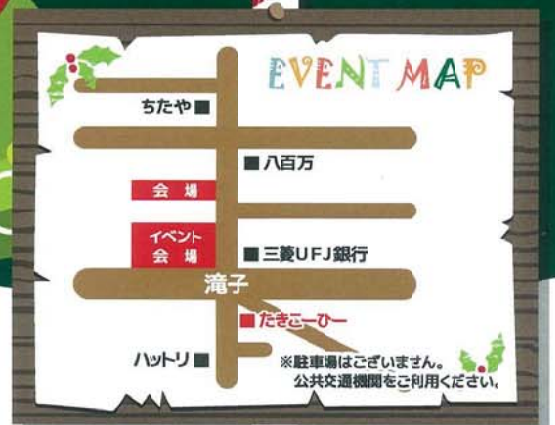 EVENT MAP
ちたや
八百万
会場
イベント
会場
三菱UFJ銀行
滝子
たきこーひー
ハットリ
※駐車場はございません。
公共交通機関をご利用ください。